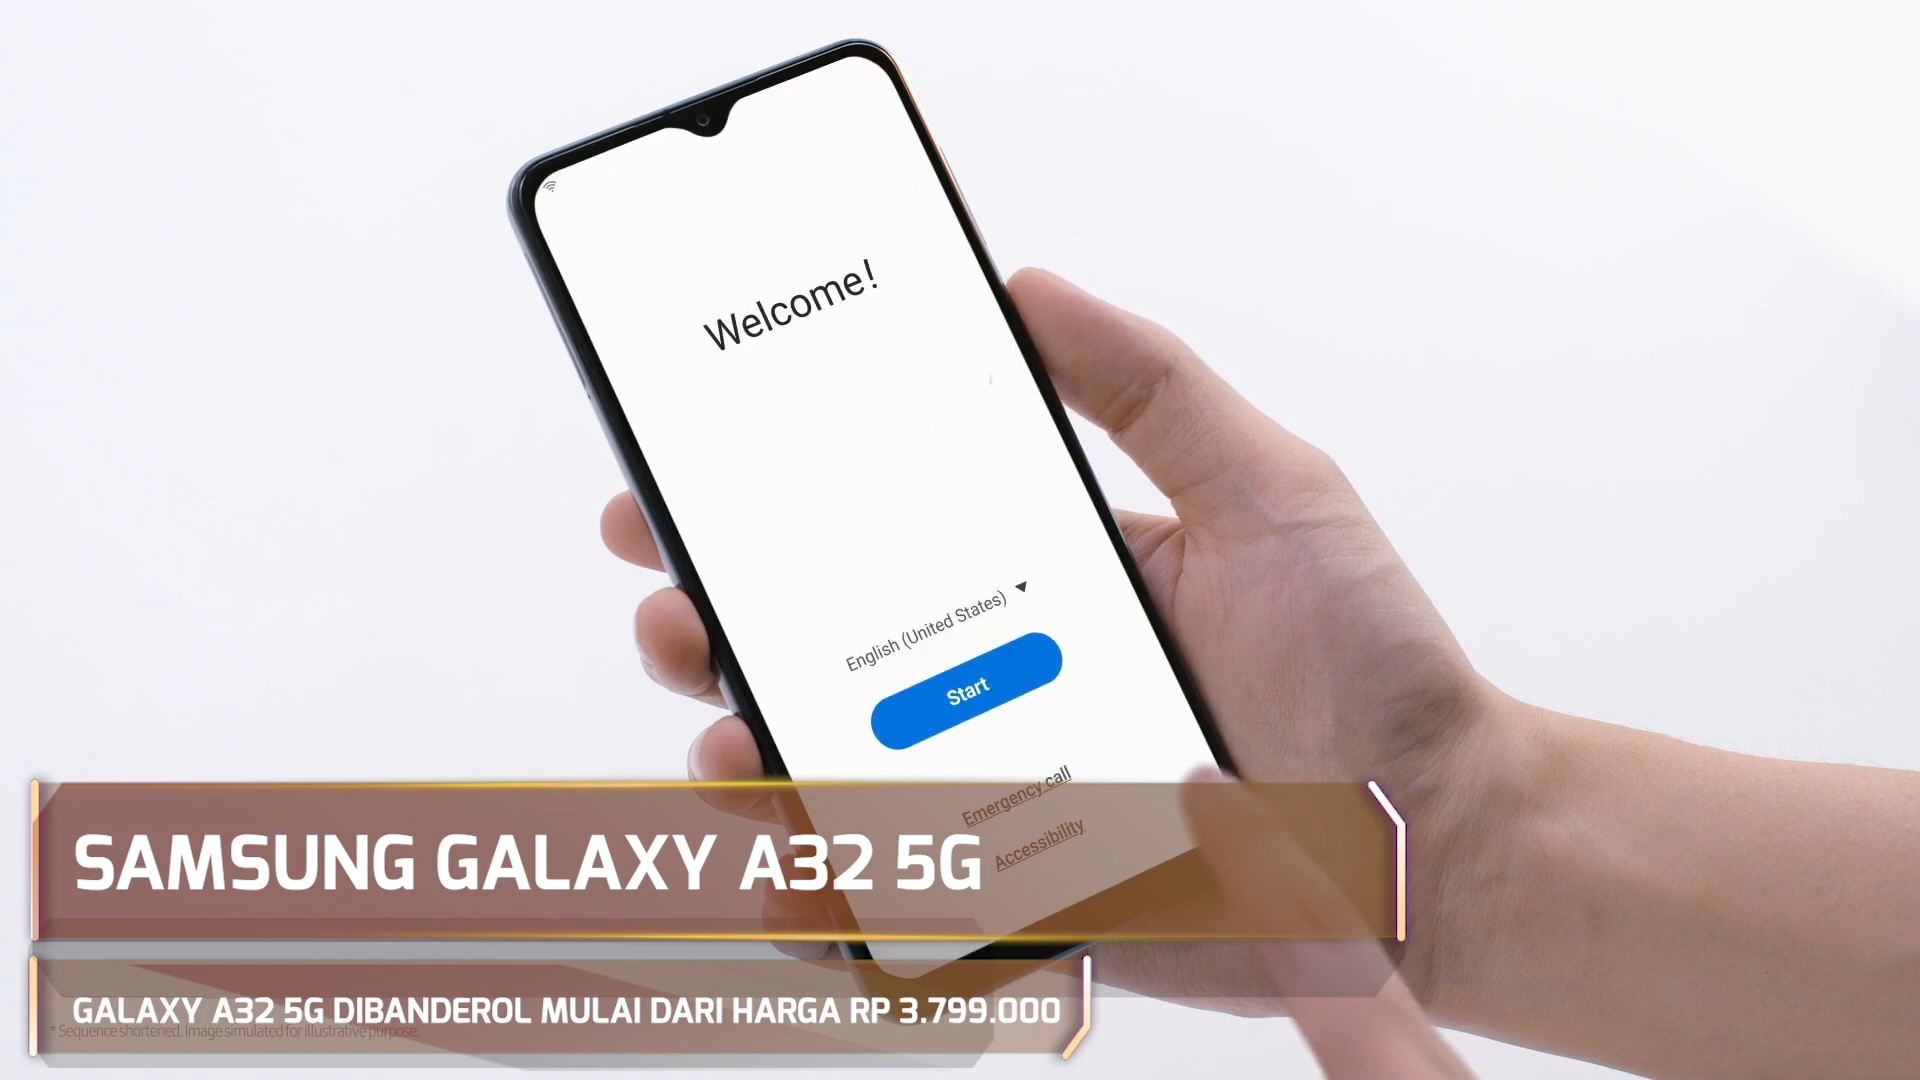 Welcome!
English (United States)
Start
Emergency call
Accessibility
SAMSUNG GALAXY A32 5G
GALAXY A32 5G DIBANDEROL MULAI DARI HARGA RP 3.799.000
* Sequence shortened. Image simulated for illustrative purpose.